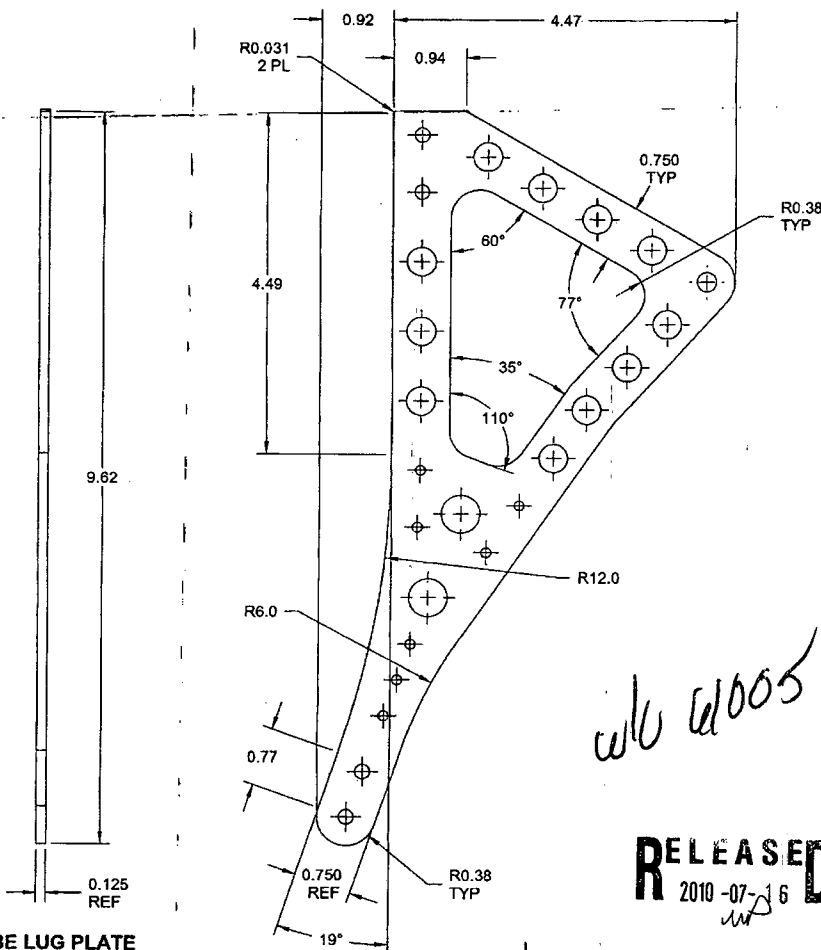 0.92
4.47
R0.031
2 PL
0.94
0.750
TYP
R0.38
TYP
60°
4.49
77°
35°
110°
9.62
R12.0
R6.0
0.77
0.125
REF
0.750
REF
R0.38
TYP
19°
RELEASED
2010-07-16
BE LUG PLATE